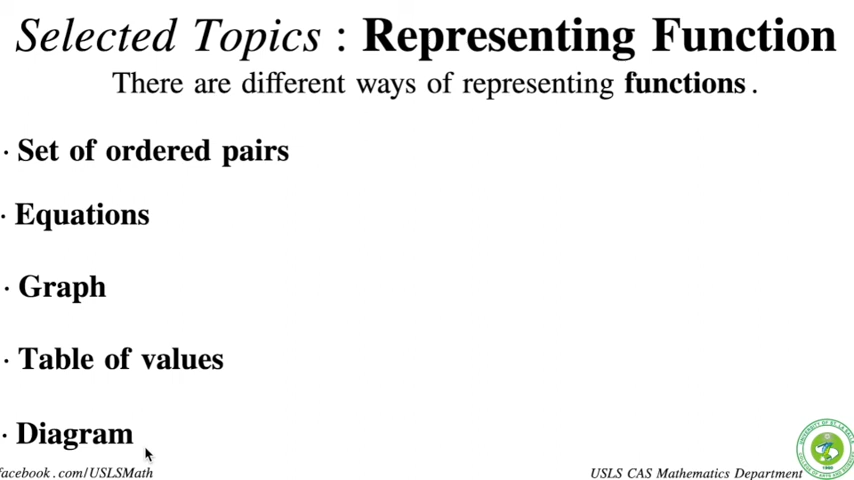 Selected Topics : Representing Function
There are different ways of representing functions .
· Set of ordered pairs
· Equations
· Graph
· Table of values
· Diagram
facebook . com/USLSMath
USLS CAS Mathematics Department